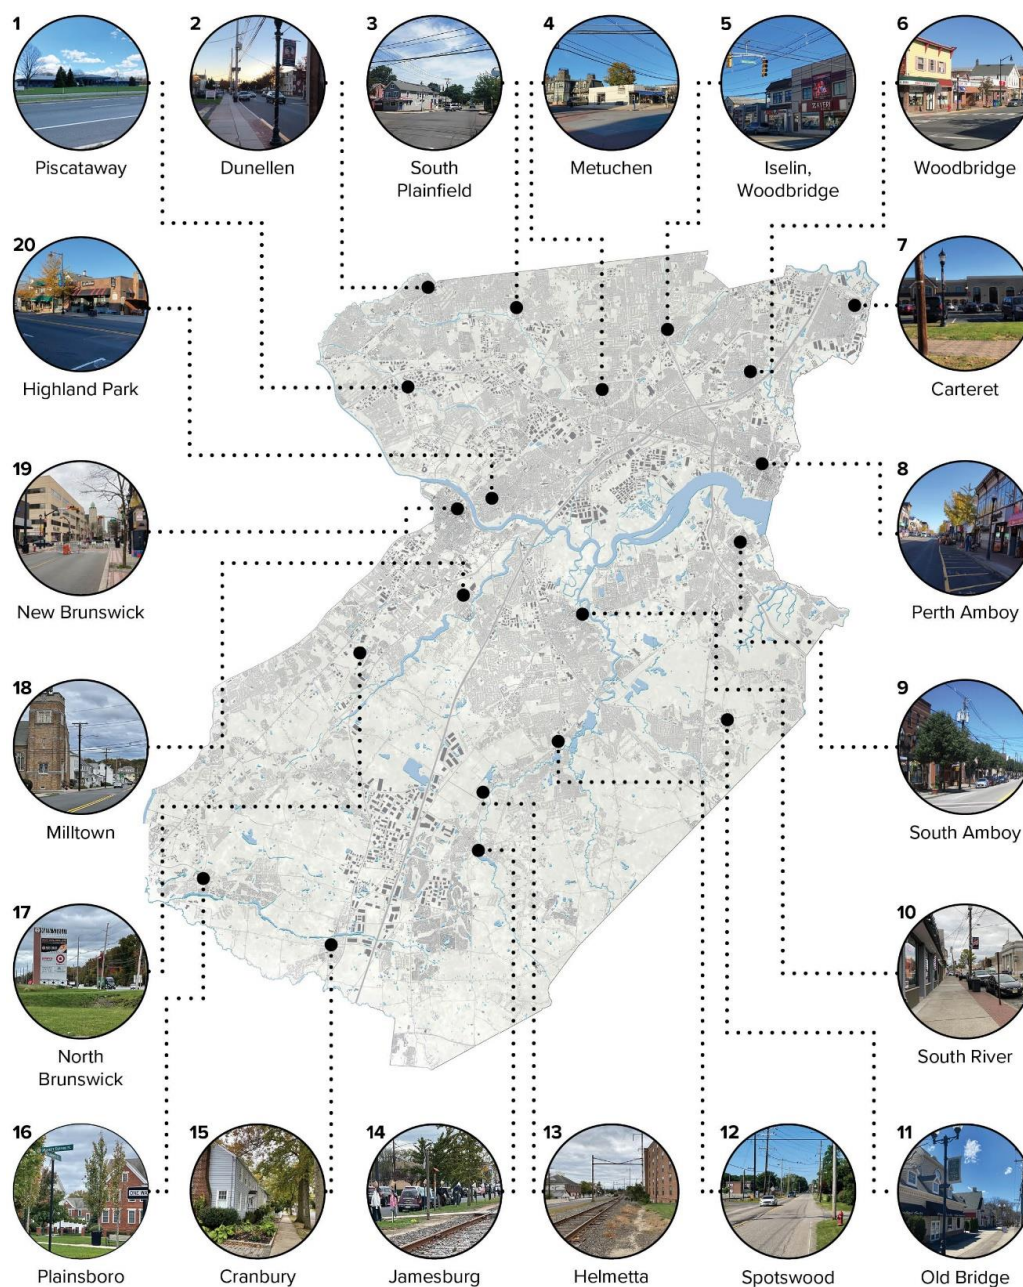 1
Piscataway
2
Dunellen
3
South
Plainfield
4
Metuchen
5
Iselin,
Woodbridge
6
Woodbridge
20
Highland Park
7
Carteret
19
New Brunswick
8
Perth Amboy
18
Milltown
9
South Amboy
17
North
Brunswick
10
South River
16
Plainsboro
15
Cranbury
14
Jamesburg
13
Helmetta
12
Spotswood
11
Old Bridge